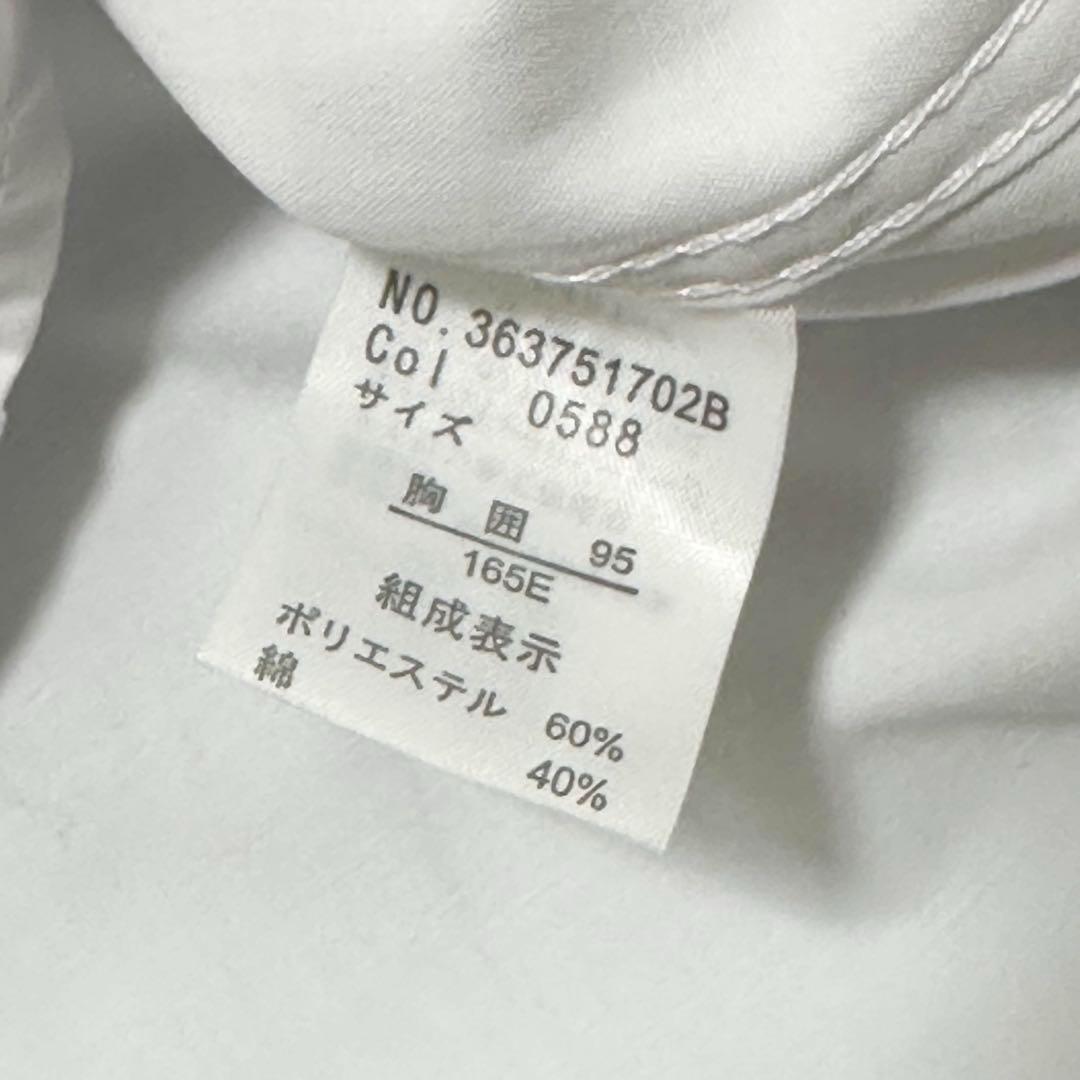 NO. 363751702B
Col 0588
サイズ
胸囲 95
165E
組成表示
ポリエステル 60%
綿 40%